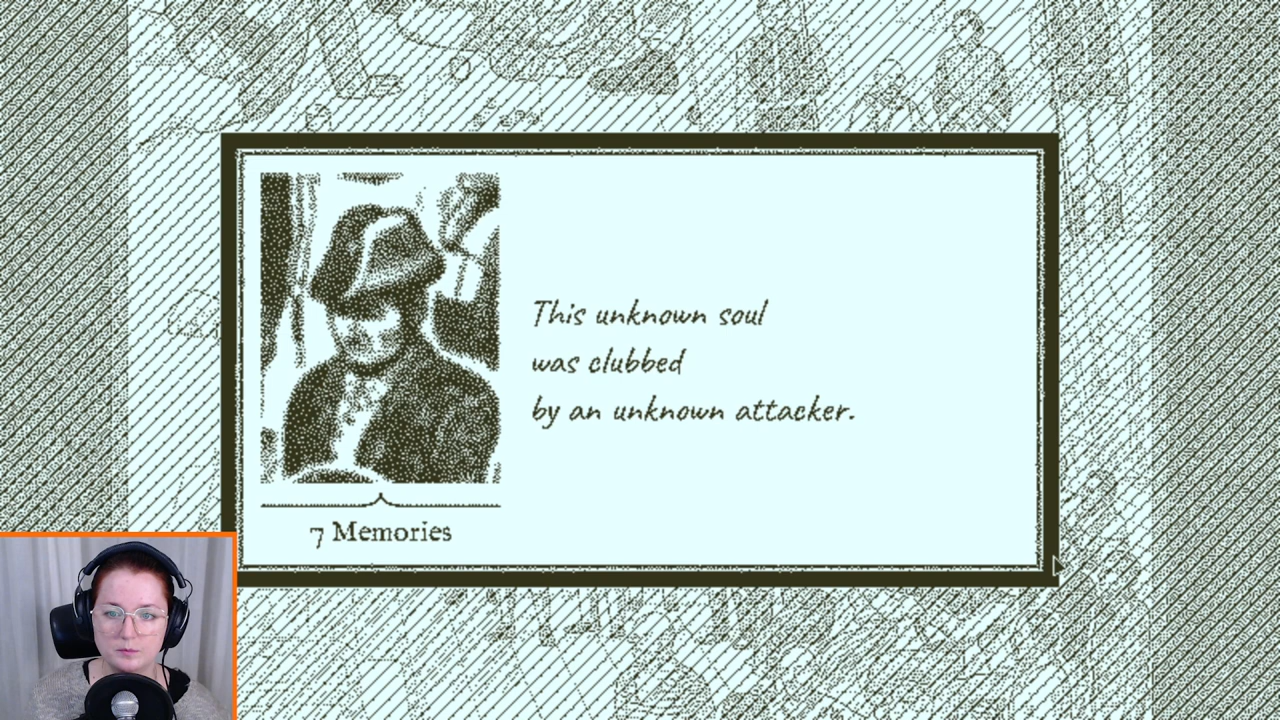 This unknown soul
was clubbed
by an unknown attacker.
7 Memories